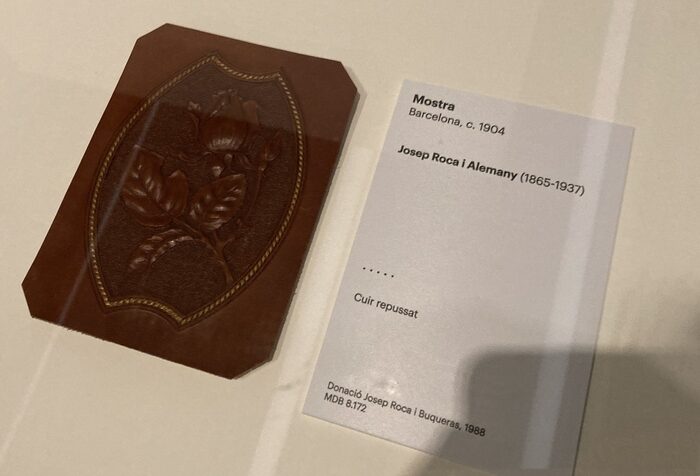 Mostra
Barcelona, c. 1904
Josep Roca i Alemany (1865-1937)
.....
Cuir repussat
Donació Josep Roca i Buqueras, 1988
MDB 8.172